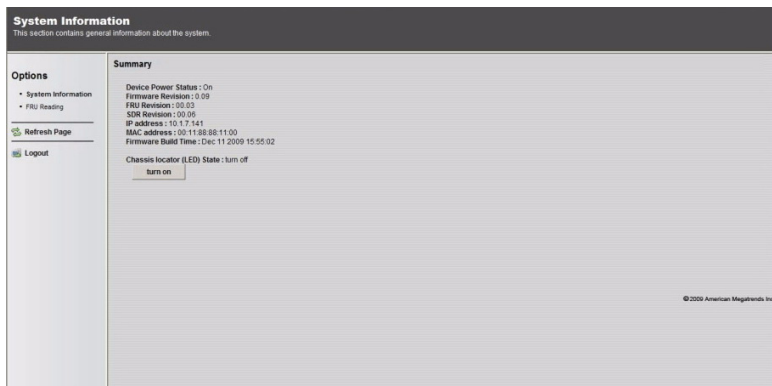 System Information
This section contains general information about the system.
Options
System Information
FRU Reading
Refresh Page
Logout
Summary
Device Power Status : On
Firmware Revision : 0.09
FRU Revision : 00.03
SDR Revision : 00.06
IP address : 10.1.7.141
MAC address : 00:11:88:88:11:00
Firmware Build Time : Dec 11 2009 15:55:02
Chassis locator (LED) State : turn off
turn on
©2009 American Megatrends Inc